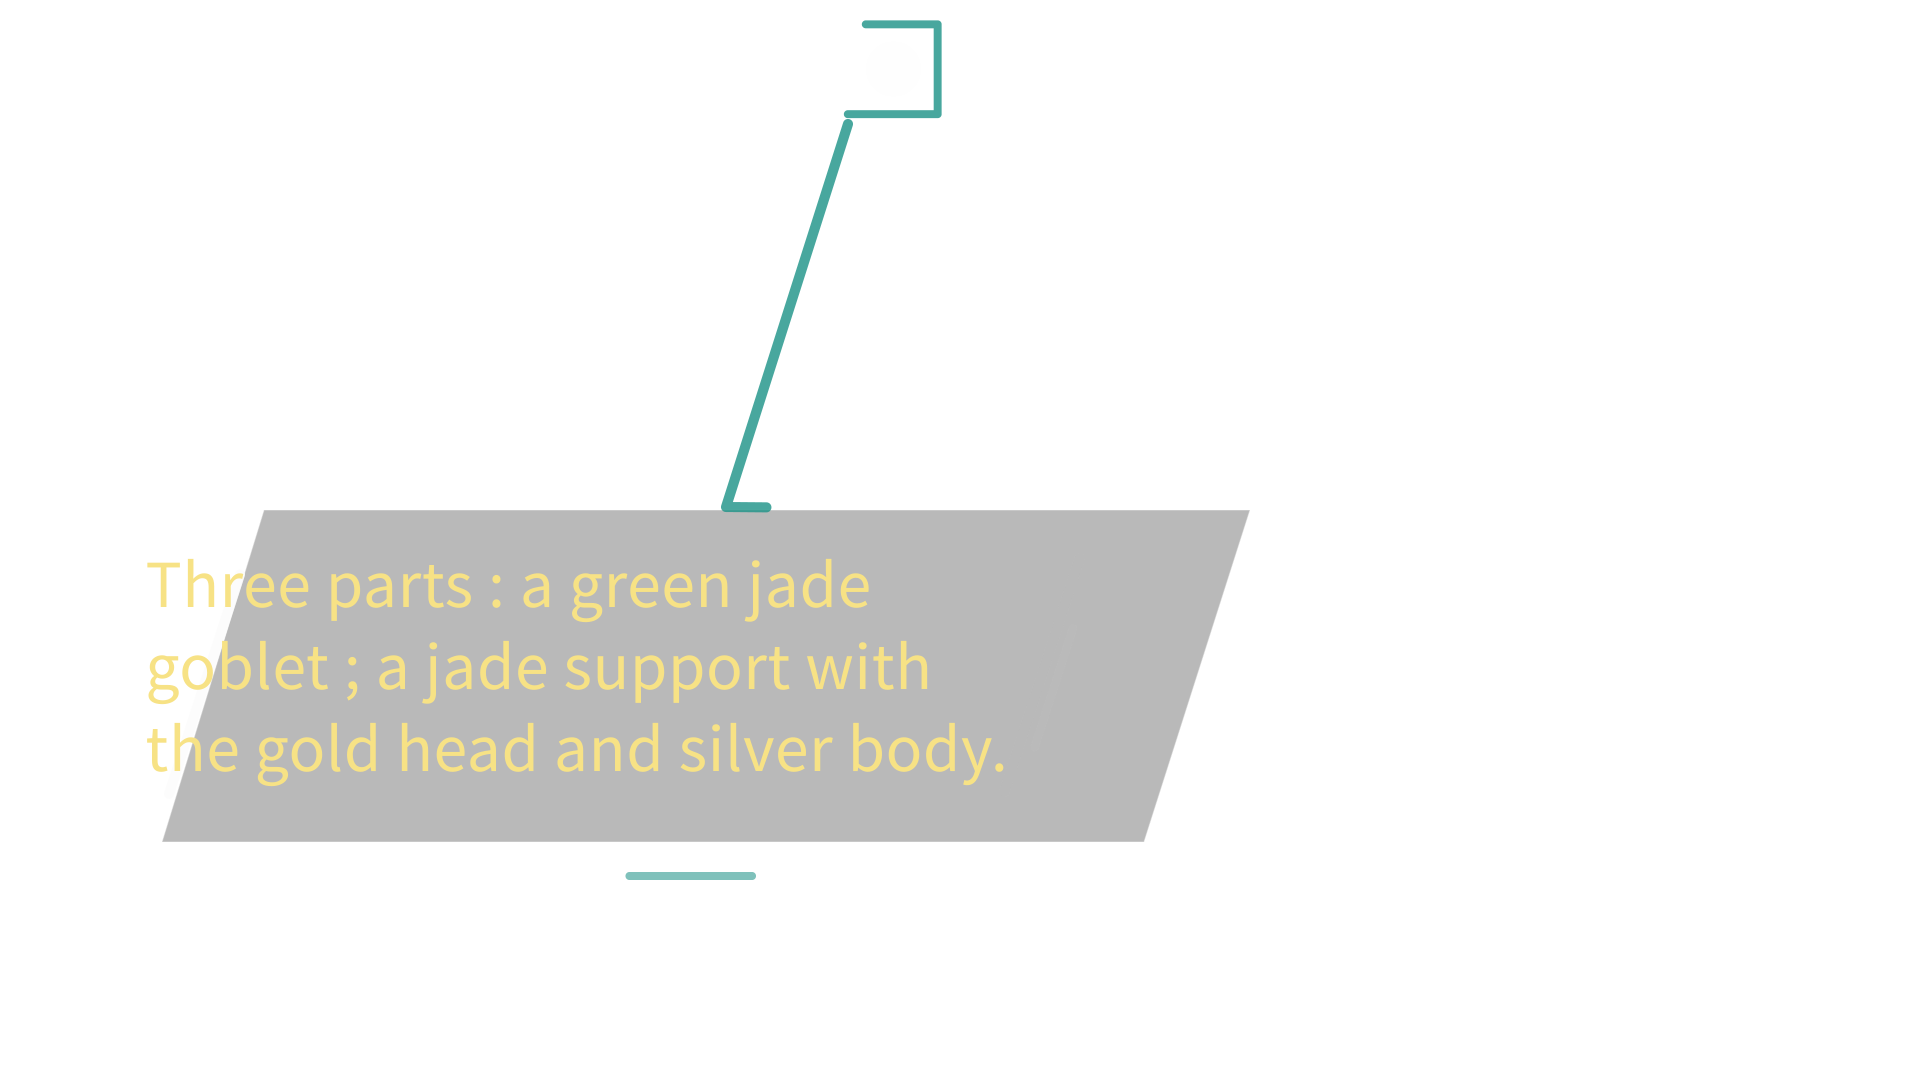 Three parts : a green jade
goblet ; a jade support with
the gold head and silver body.